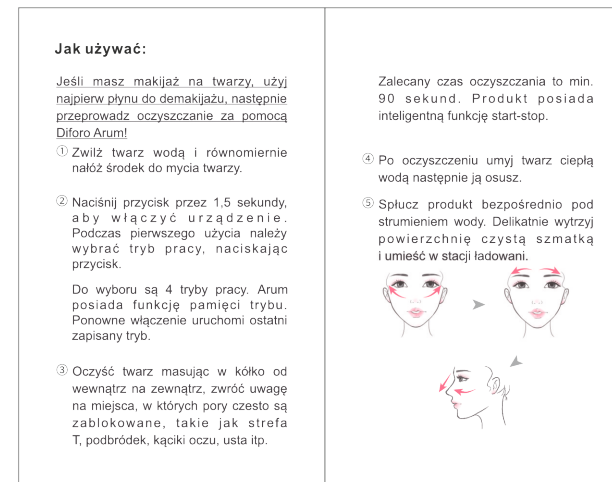 Jak używać:
Jeśli masz makijaż na twarzy, użyj
najpierw płynu do demakijażu, następnie
przeprowadz oczyszczanie za pomocą
Diforo Arum!
① Zwilż twarz wodą i równomiernie
nałóż środek do mycia twarzy.
② Naciśnij przycisk przez 1,5 sekundy,
aby włączyć urządzenie.
Podczas pierwszego użycia należy
wybrać tryb pracy, naciskając
przycisk.
Do wyboru są 4 tryby pracy. Arum
posiada funkcję pamięci trybu.
Ponowne włączenie uruchomi ostatni
zapisany tryb.
③ Oczyść twarz masując w kółko od
wewnątrz na zewnątrz, zwróć uwagę
na miejsca, w których pory czesto są
zablokowane, takie jak strefa
T, podbródek, kąciki oczu, usta itp.
Zalecany czas oczyszczania to min.
90 sekund. Produkt posiada
inteligentną funkcję start-stop.
④ Po oczyszczeniu umyj twarz ciepłą
wodą następnie ją osusz.
⑤ Spłucz produkt bezpośrednio pod
strumieniem wody. Delikatnie wytrzyj
powierzchnię czystą szmatką
i umieść w stacji ładowani.